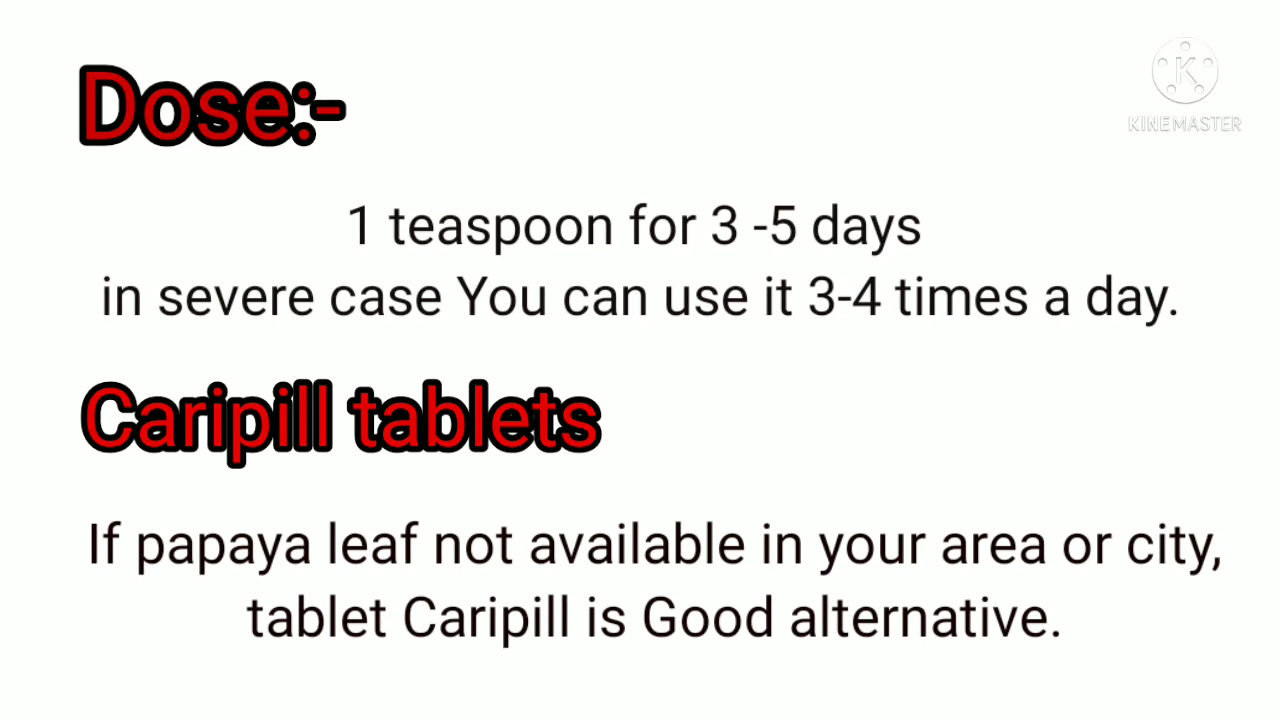 Dose:-
KINEMASTER
1 teaspoon for 3 -5 days
in severe case You can use it 3-4 times a day.
Caripill tablets
If papaya leaf not available in your area or city,
tablet Caripill is Good alternative.